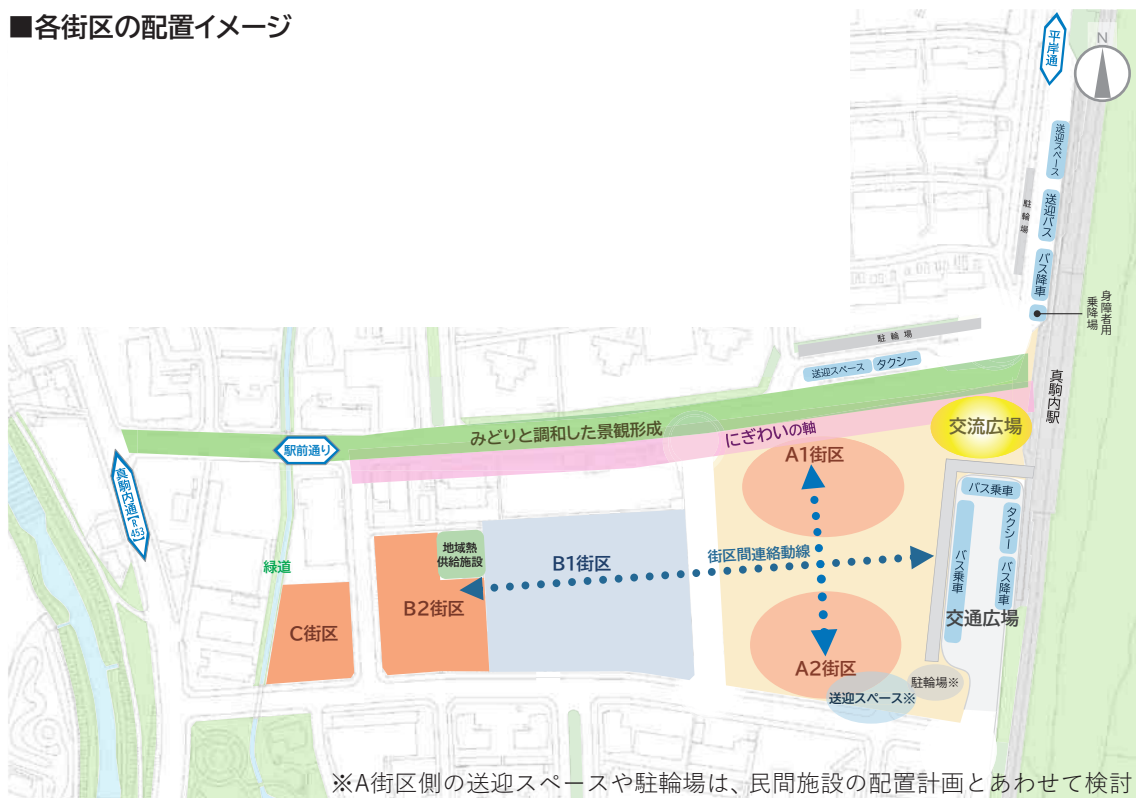 ■各街区の配置イメージ
平岸通
N
送迎スペース
駐輪場
送迎バス
バス降車
身障者用
乗降場
駐輪場
送迎スペース
タクシー
真駒内駅
みどりと調和した景観形成
にぎわいの軸
交流広場
駅前通り
A1街区
真駒内通【R453】
バス乗車
タクシー
地域熱
供給施設
B1街区
街区間連絡動線
バス乗車
バス降車
緑道
B2街区
C街区
交通広場
A2街区
駐輪場※
送迎スペース※
※A街区側の送迎スペースや駐輪場は、民間施設の配置計画とあわせて検討